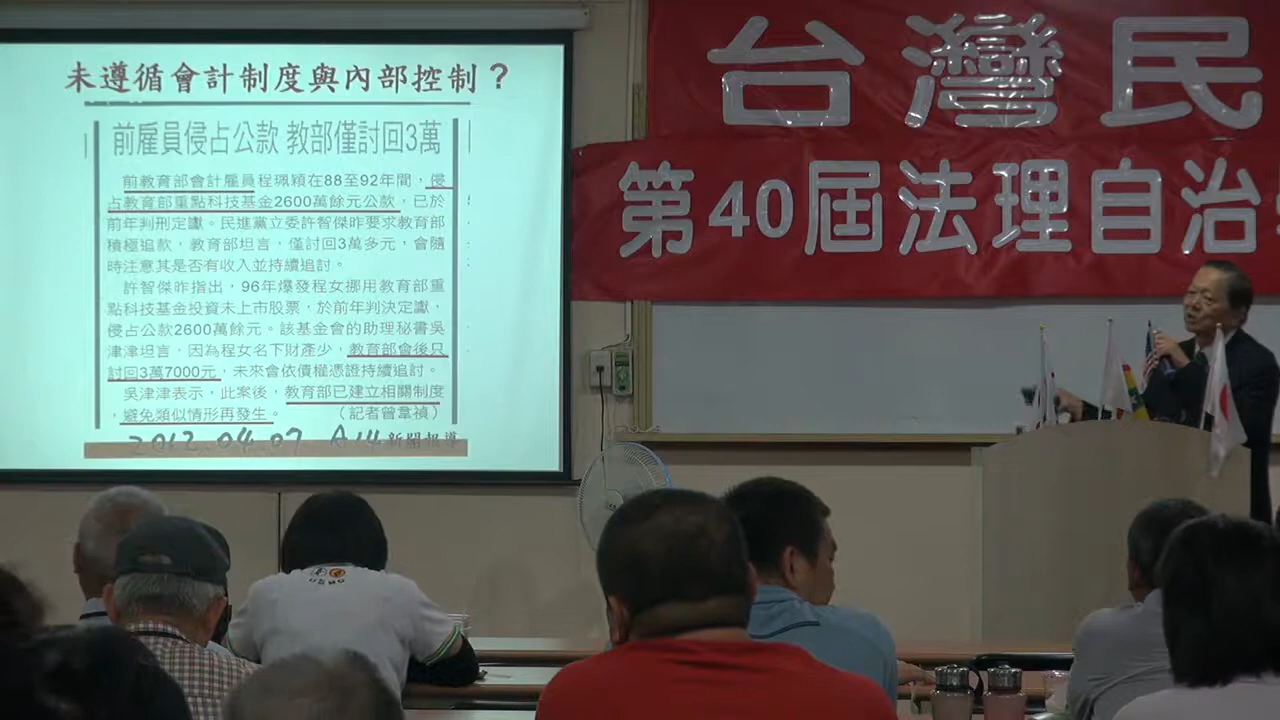 未遵循會計制度與內部控制？
前雇員侵占公款 教部僅討回3萬
前教育部會計雇員程珮穎在88至92年間，侵
占教育部重點科技基金2600萬餘元公款，已於
前年判刑定讞。民進黨立委許智傑昨要求教育部
積極追款，教育部坦言，僅討回3萬多元，會隨
時注意其是否有收入並持續追討。
許智傑昨指出，96年爆發程女挪用教育部重
點科技基金投資未上市股票，於前年判決定讞，
侵占公款2600萬餘元。該基金會的助理秘書吳
津津坦言，因為程女名下財產少，教育部會後只
討回3萬7000元，未來會依債權憑證持續追討。
吳津津表示，此案後，教育部已建立相關制度
，避免類似情形再發生。（記者曾韋禎）
2012.04.07 A14 新聞報導
台灣民
第40屆法理自治